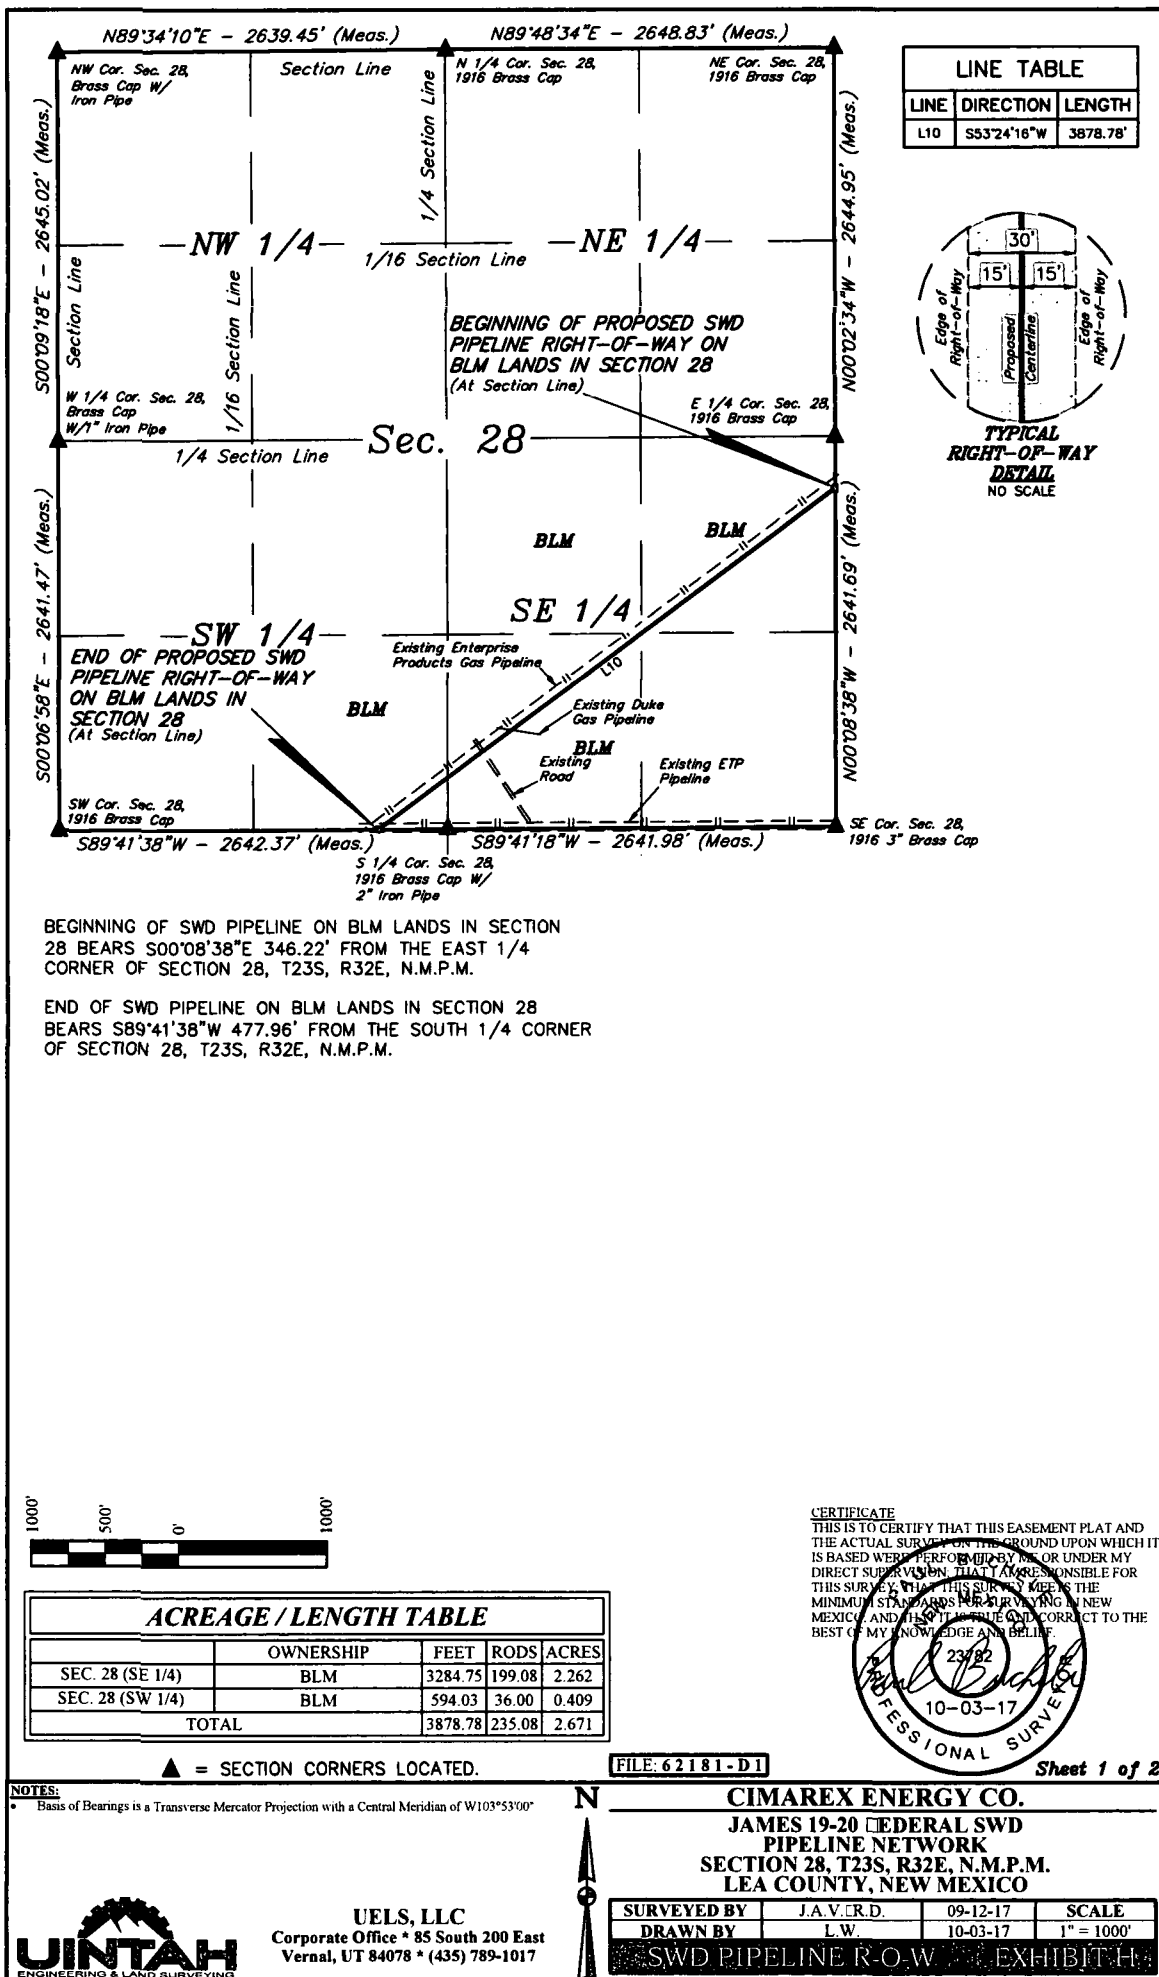 N89°34'10"E - 2639.45' (Meas.)
N89°48'34"E - 2648.83' (Meas.)
NW Cor. Sec. 28,
Brass Cap W/
Iron Pipe
Section Line
N 1/4 Cor. Sec. 28,
1916 Brass Cap
NE Cor. Sec. 28,
1916 Brass Cap
LINE TABLE
LINE DIRECTION LENGTH
L10 S53°24'16"W 3878.78'
S00°09'18"E - 2645.02' (Meas.)
Section Line
1/4 Section Line
N00°02'34"W - 2644.95' (Meas.)
NW 1/4
NE 1/4
1/16 Section Line
1/16 Section Line
30'
15' 15'
Edge of
Right-of-Way
Proposed
Centerline
Edge of
Right-of-Way
TYPICAL
RIGHT-OF-WAY
DETAIL
NO SCALE
BEGINNING OF PROPOSED SWD
PIPELINE RIGHT-OF-WAY ON
BLM LANDS IN SECTION 28
(At Section Line)
W 1/4 Cor. Sec. 28,
Brass Cap
W/1" Iron Pipe
E 1/4 Cor. Sec. 28,
1916 Brass Cap
Sec. 28
1/4 Section Line
S00°06'58"E - 2641.47' (Meas.)
N00°08'38"W - 2641.69' (Meas.)
BLM
BLM
SE 1/4
SW 1/4
END OF PROPOSED SWD
PIPELINE RIGHT-OF-WAY
ON BLM LANDS IN
SECTION 28
(At Section Line)
Existing Enterprise
Products Gas Pipeline
L10
BLM
Existing Duke
Gas Pipeline
BLM
Existing
Road
Existing ETP
Pipeline
SW Cor. Sec. 28,
1916 Brass Cap
SE Cor. Sec. 28,
1916 3" Brass Cap
S89°41'38"W - 2642.37' (Meas.)
S89°41'18"W - 2641.98' (Meas.)
S 1/4 Cor. Sec. 28,
1916 Brass Cap W/
2" Iron Pipe
BEGINNING OF SWD PIPELINE ON BLM LANDS IN SECTION
28 BEARS S00°08'38"E 346.22' FROM THE EAST 1/4
CORNER OF SECTION 28, T23S, R32E, N.M.P.M.
END OF SWD PIPELINE ON BLM LANDS IN SECTION 28
BEARS S89°41'38"W 477.96' FROM THE SOUTH 1/4 CORNER
OF SECTION 28, T23S, R32E, N.M.P.M.
1000' 500' 0' 1000'
CERTIFICATE
THIS IS TO CERTIFY THAT THIS EASEMENT PLAT AND
THE ACTUAL SURVEY ON THE GROUND UPON WHICH IT
IS BASED WERE PERFORMED BY ME OR UNDER MY
DIRECT SUPERVISION; THAT I AM RESPONSIBLE FOR
THIS SURVEY; THAT THIS SURVEY MEETS THE
MINIMUM STANDARDS FOR SURVEYING IN NEW
MEXICO, AND THAT IT IS TRUE AND CORRECT TO THE
BEST OF MY KNOWLEDGE AND BELIEF.
NEW MEXICO
23782
10-03-17
PROFESSIONAL SURVEYOR
ACREAGE / LENGTH TABLE
OWNERSHIP FEET RODS ACRES
SEC. 28 (SE 1/4) BLM 3284.75 199.08 2.262
SEC. 28 (SW 1/4) BLM 594.03 36.00 0.409
TOTAL 3878.78 235.08 2.671
▲ = SECTION CORNERS LOCATED.
FILE: 62181-D1
Sheet 1 of 2
NOTES:
• Basis of Bearings is a Transverse Mercator Projection with a Central Meridian of W103°53'00"
N
CIMAREX ENERGY CO.
JAMES 19-20 □EDERAL SWD
PIPELINE NETWORK
SECTION 28, T23S, R32E, N.M.P.M.
LEA COUNTY, NEW MEXICO
UINTAH
ENGINEERING & LAND SURVEYING
UELS, LLC
Corporate Office * 85 South 200 East
Vernal, UT 84078 * (435) 789-1017
SURVEYED BY J.A.V. R.D. 09-12-17 SCALE
DRAWN BY L.W. 10-03-17 1" = 1000'
SWD PIPELINE R-O-W EXHIBIT H